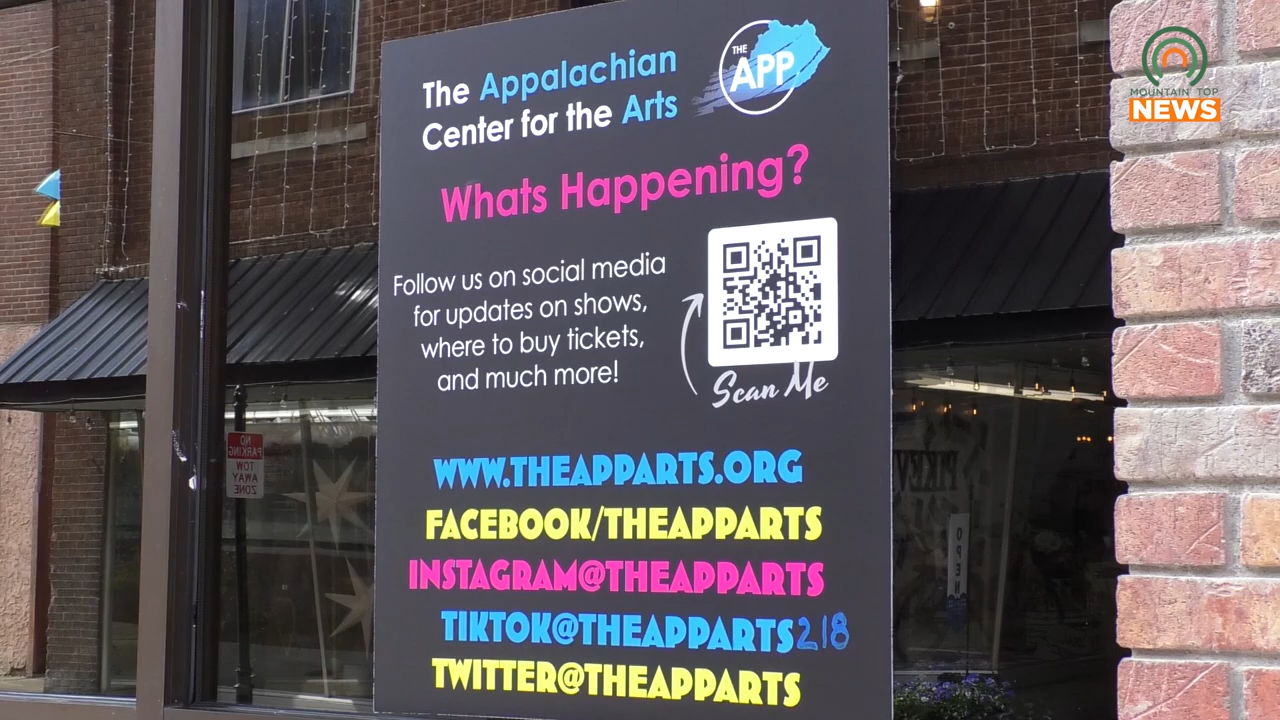 The Appalachian
Center for the Arts
THE
APP
MOUNTAIN TOP
NEWS
Whats Happening?
Follow us on social media
for updates on shows,
where to buy tickets,
and much more!
Scan Me
WWW.THEAPPARTS.ORG
FACEBOOK/THEAPPARTS
INSTAGRAM@THEAPPARTS
TIKTOK@THEAPPARTS218
TWITTER@THEAPPARTS
NO
PARKING
TOW
AWAY
ZONE
OPEN